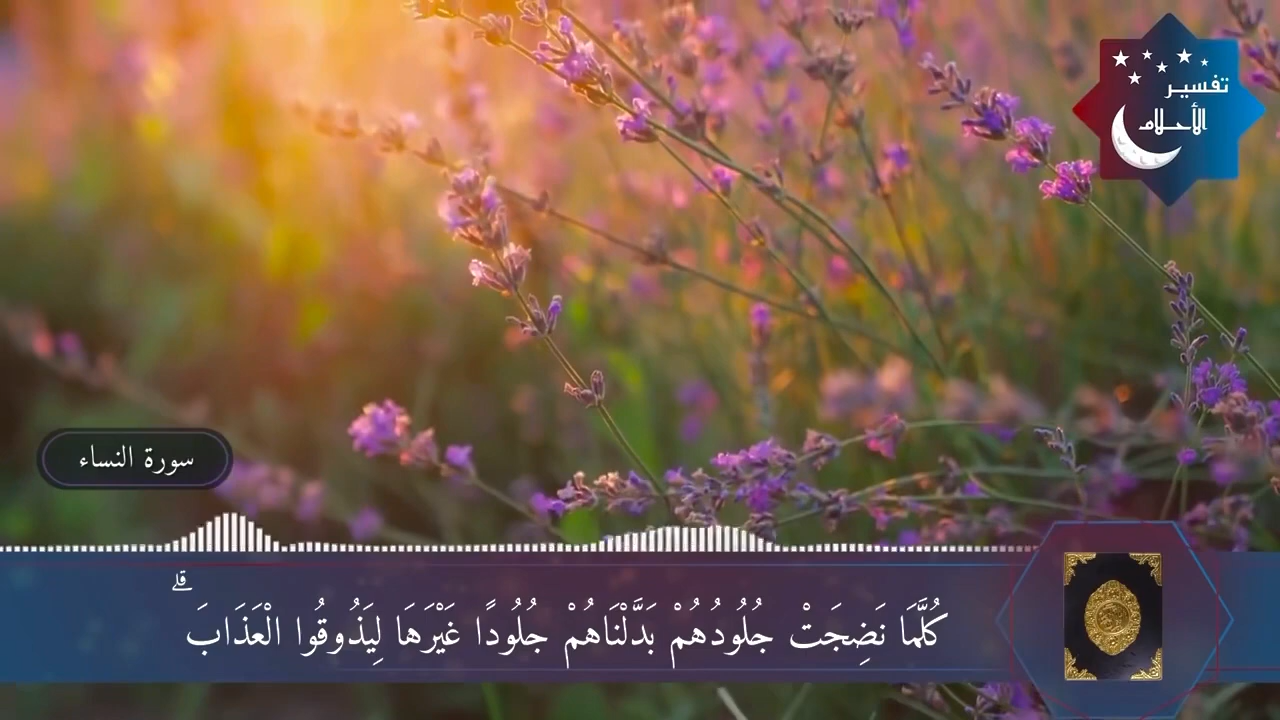 تفسير
الأحلام
سورة النساء
كُلَّمَا نَضِجَتْ جُلُودُهُمْ بَدَّلْنَاهُمْ جُلُودًا غَيْرَهَا لِيَذُوقُوا الْعَذَابَ ۗ